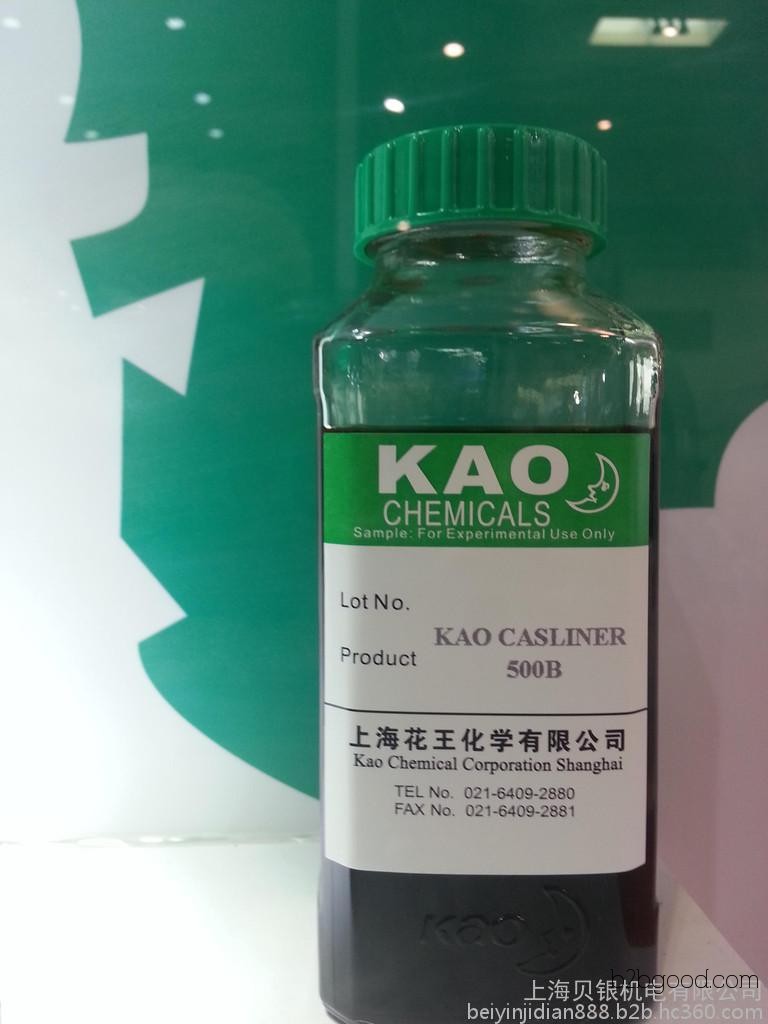 KAO
CHEMICALS
Sample: For Experimental Use Only
Lot No.
Product
KAO CASLINER
500B
上海花王化学有限公司
Kao Chemical Corporation Shanghai
TEL No. 021-6409-2880
FAX No. 021-6409-2881
kao
b2bgood.com
上海贝银机电有限公司
beiyinjidian888.b2b.hc360.com